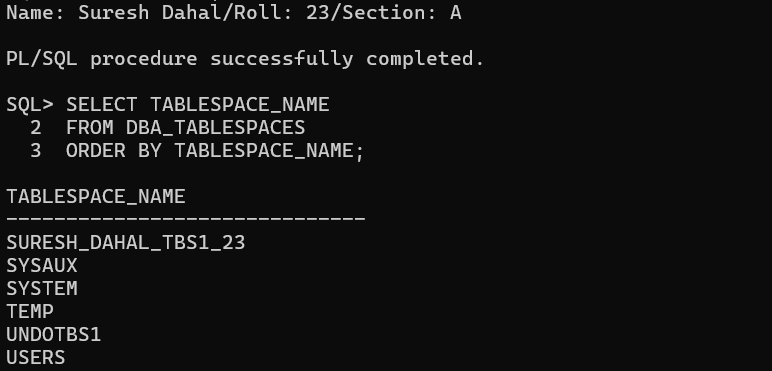 Name: Suresh Dahal/Roll: 23/Section: A
PL/SQL procedure successfully completed.
SQL> SELECT TABLESPACE_NAME
2 FROM DBA_TABLESPACES
3 ORDER BY TABLESPACE_NAME;
TABLESPACE_NAME
------------------------------
SURESH_DAHAL_TBS1_23
SYSAUX
SYSTEM
TEMP
UNDOTBS1
USERS